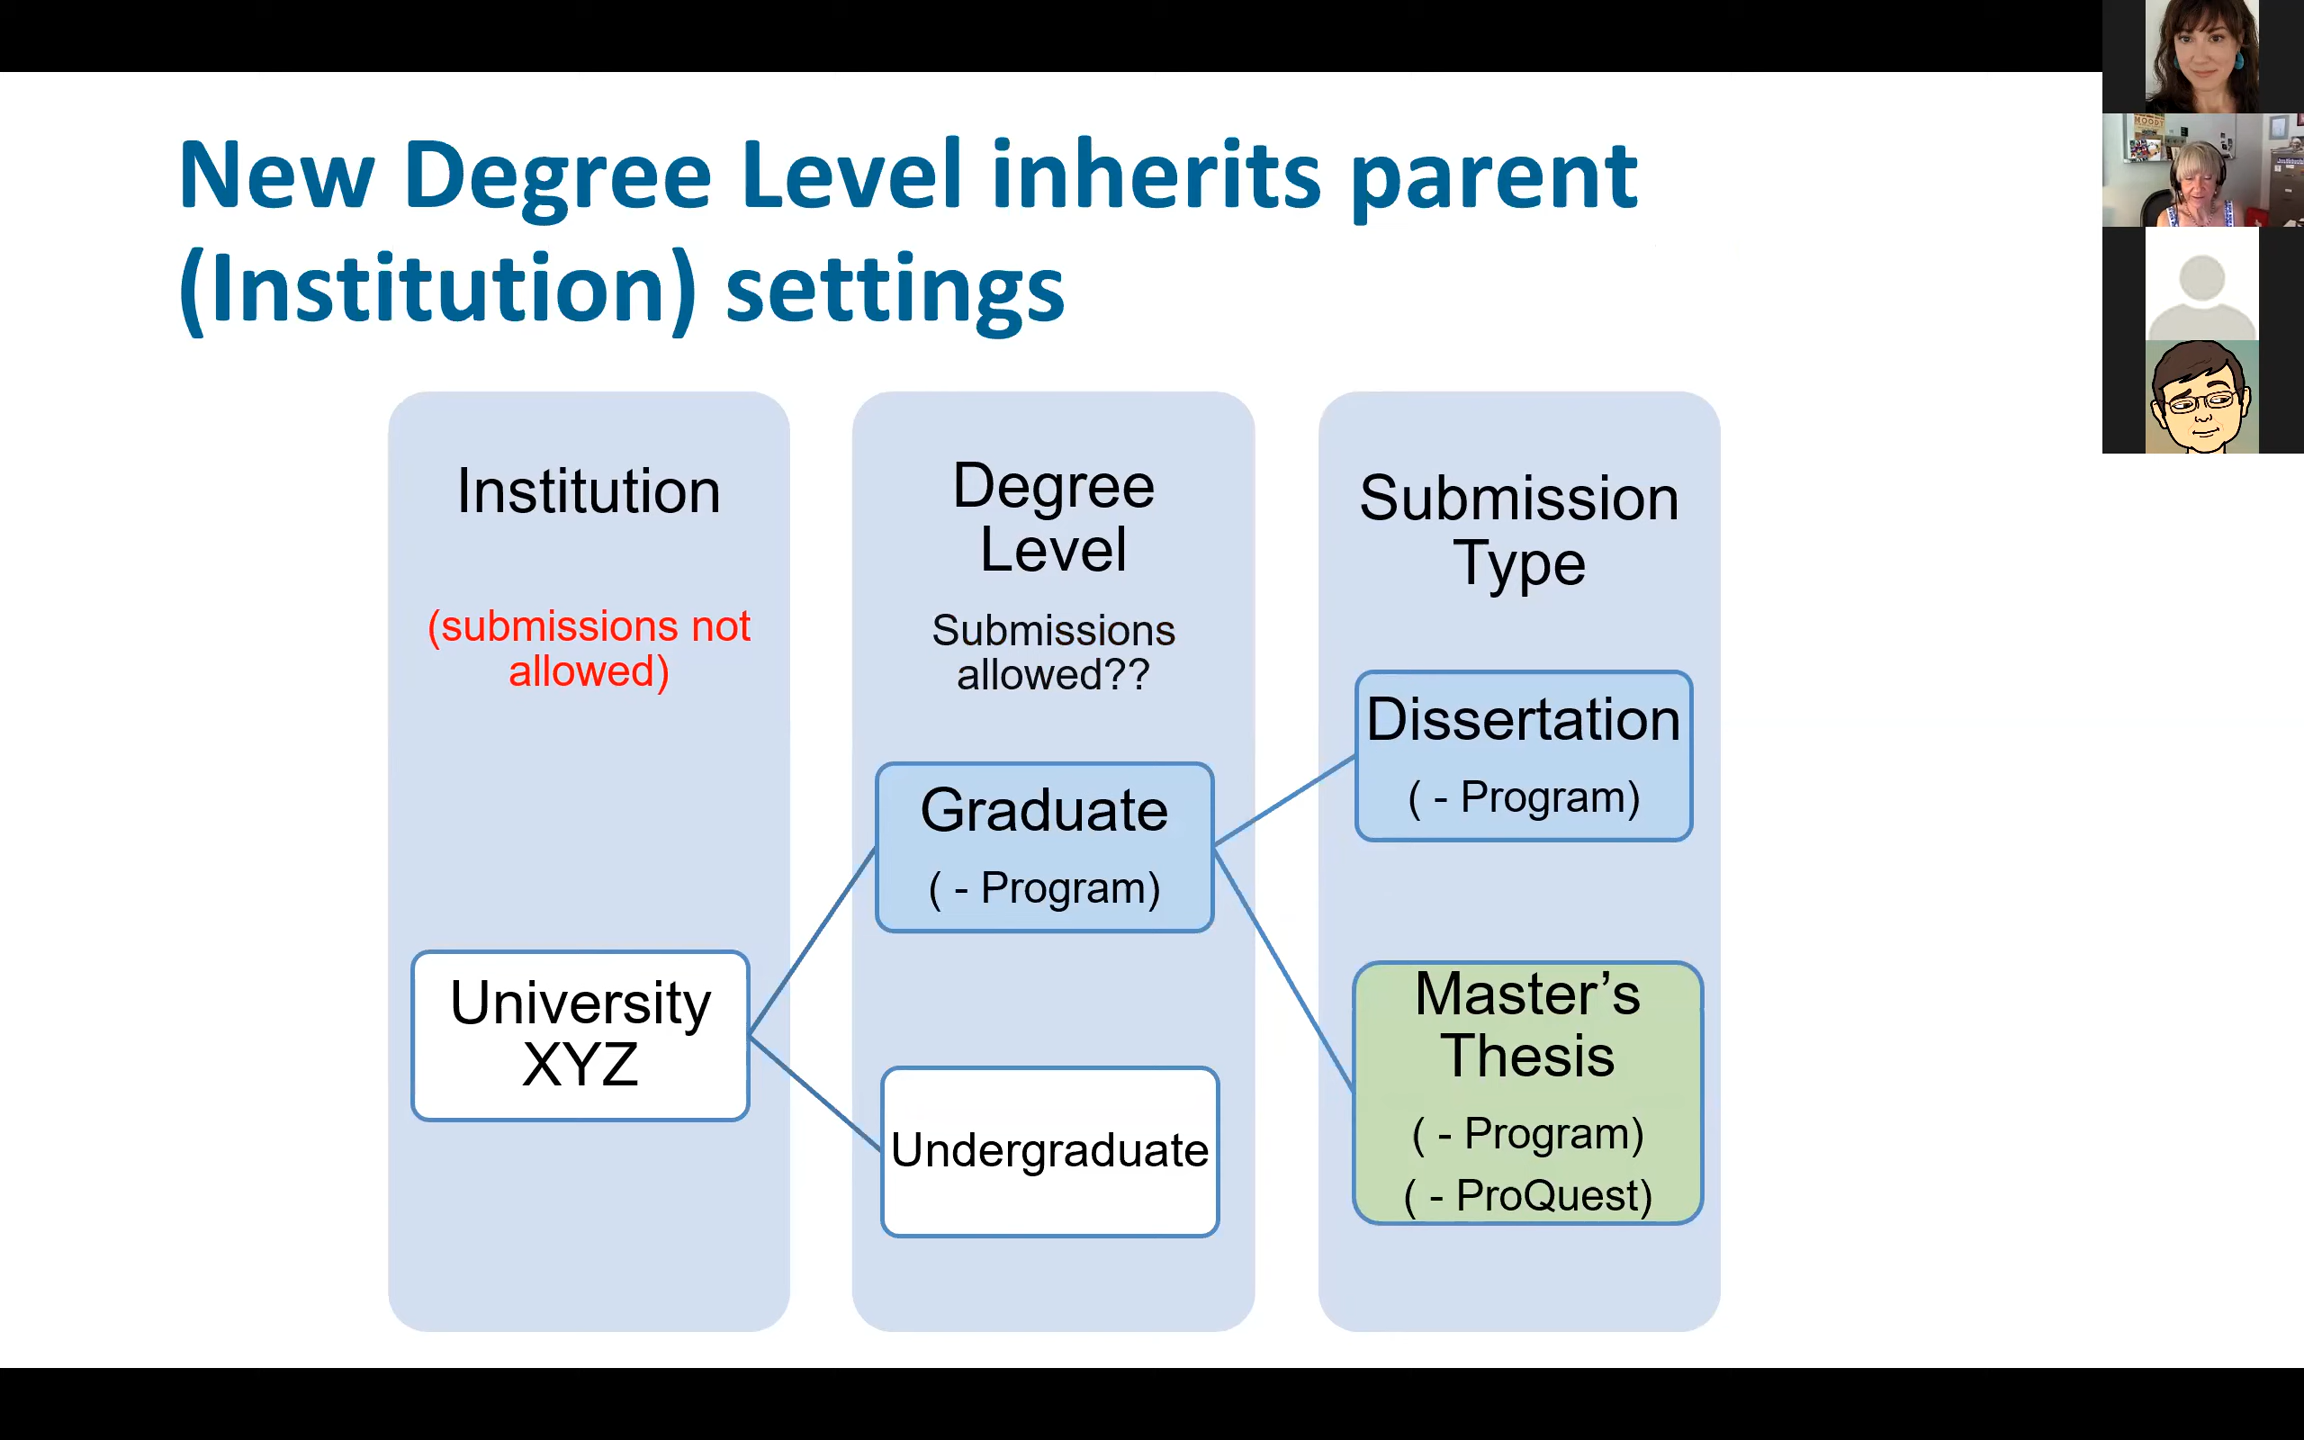 New Degree Level inherits parent
(Institution) settings
Institution
(submissions not
allowed)
University
XYZ
Degree
Level
Submissions
allowed??
Graduate
( - Program)
Undergraduate
Submission
Type
Dissertation
( - Program)
Master’s
Thesis
( - Program)
( - ProQuest)